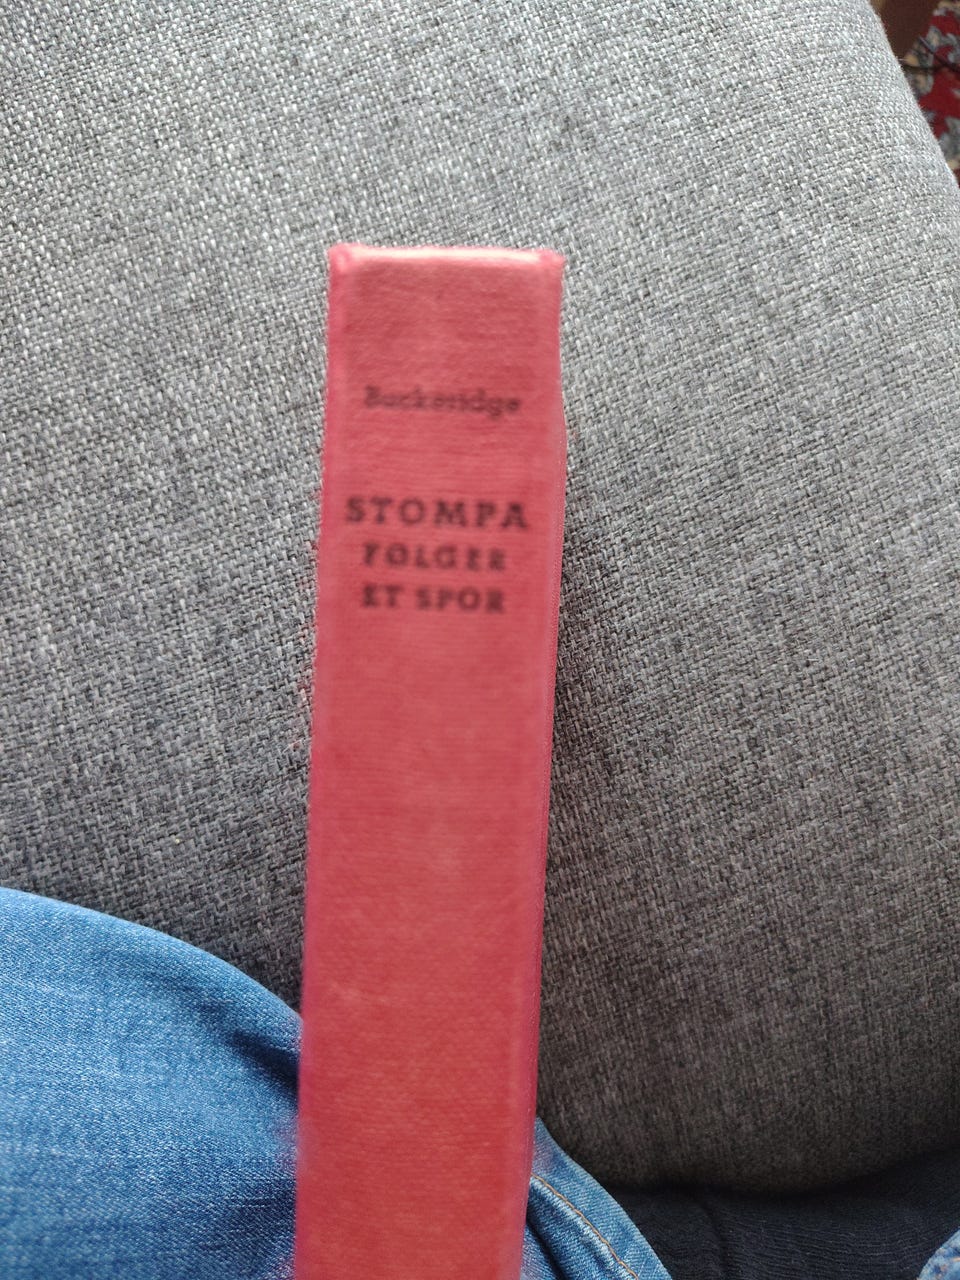 Buckeridge
STOMPA
FØLGER
ET SPOR